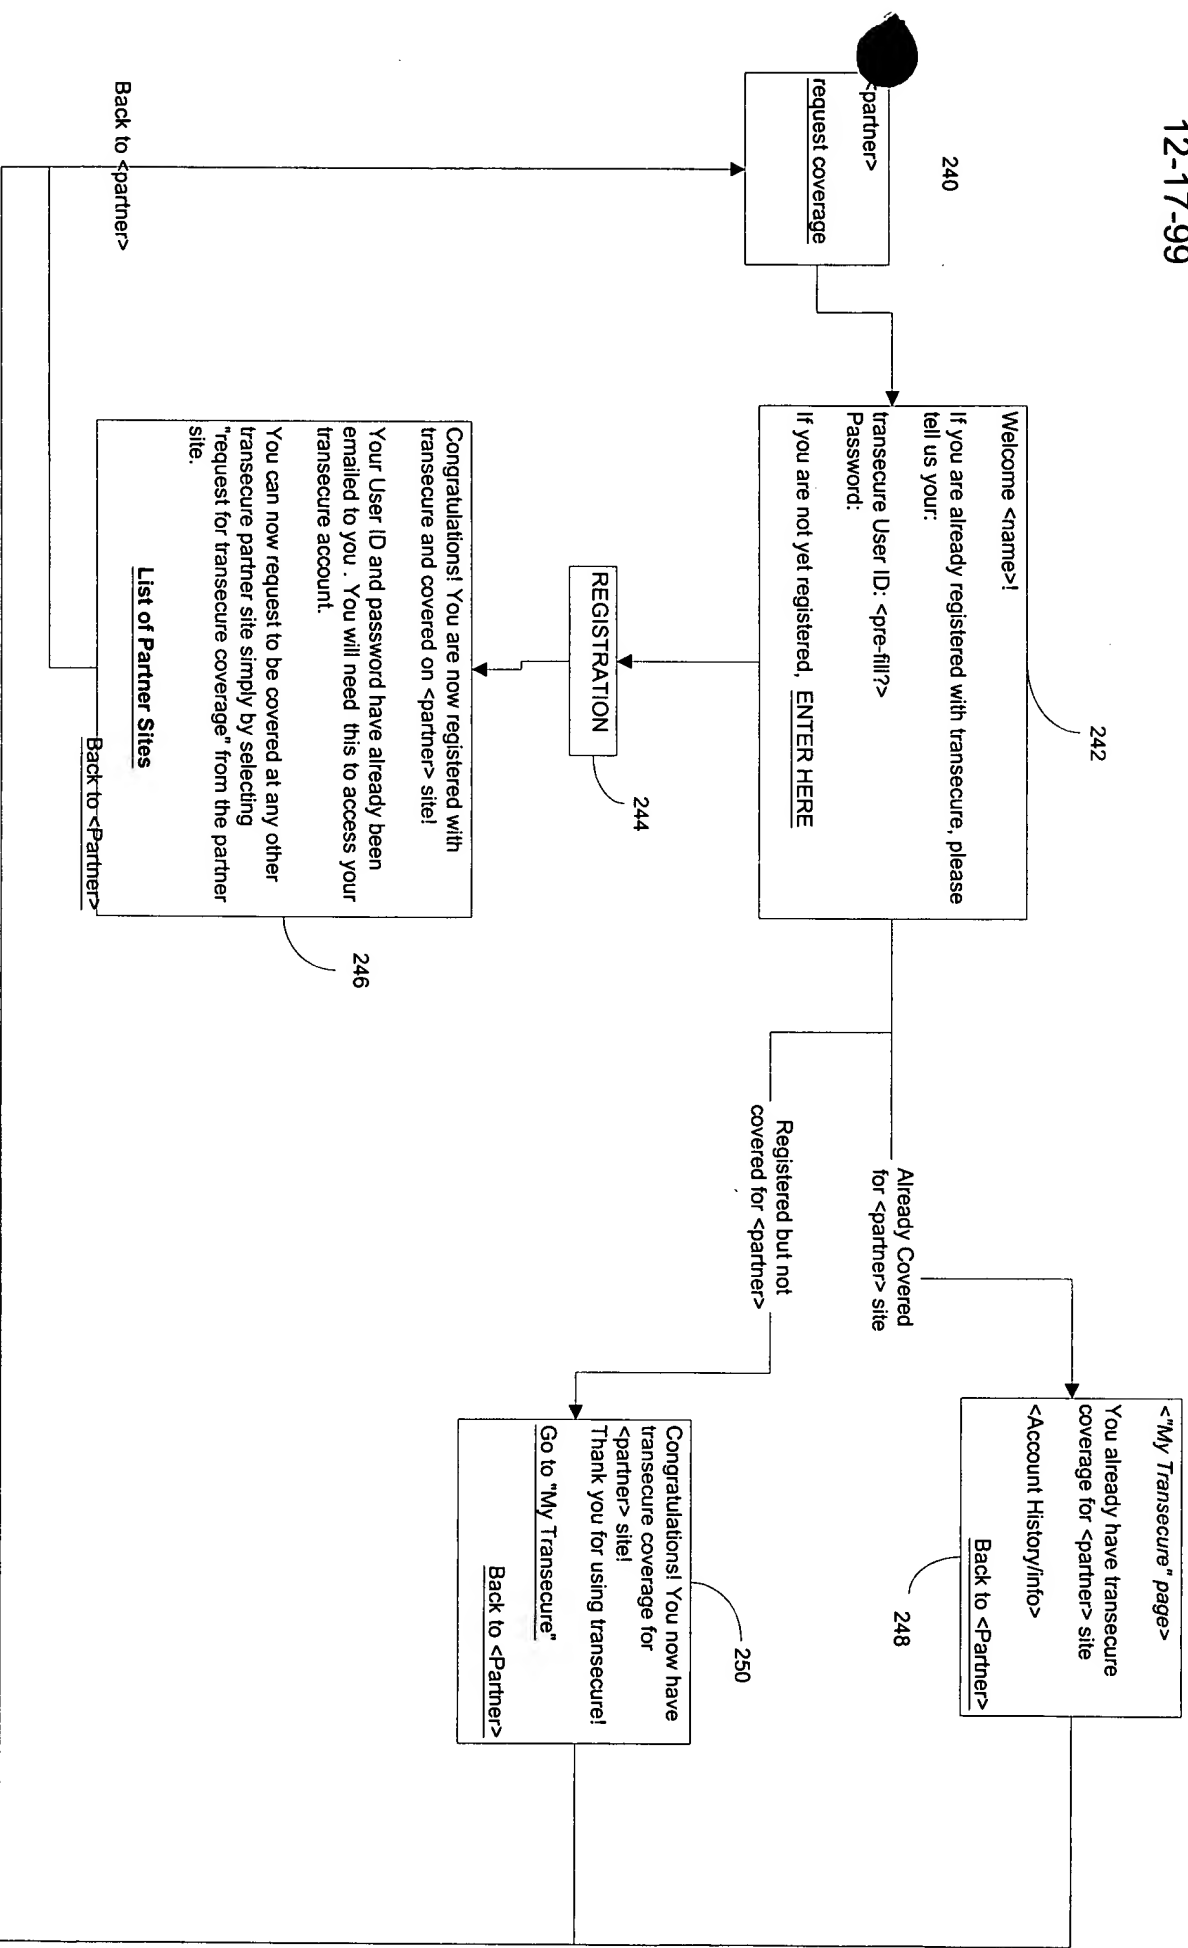 12-17-99
240
<partner>
request coverage
242
Welcome <name>!
If you are already registered with transecure, please
tell us your:
transecure User ID: <pre-fill?>
Password:
If you are not yet registered, ENTER HERE
REGISTRATION
244
Congratulations! You are now registered with
transecure and covered on <partner> site!
Your User ID and password have already been
emailed to you . You will need this to access your
transecure account.
You can now request to be covered at any other
transecure partner site simply by selecting
"request for transecure coverage" from the partner
site.
List of Partner Sites
Back to <Partner>
246
Back to <partner>
Already Covered
for <partner> site
Registered but not
covered for <partner>
<"My Transecure" page>
You already have transecure
coverage for <partner> site
<Account History/info>
Back to <Partner>
248
250
Congratulations! You now have
transecure coverage for
<partner> site!
Thank you for using transecure!
Go to "My Transecure"
Back to <Partner>